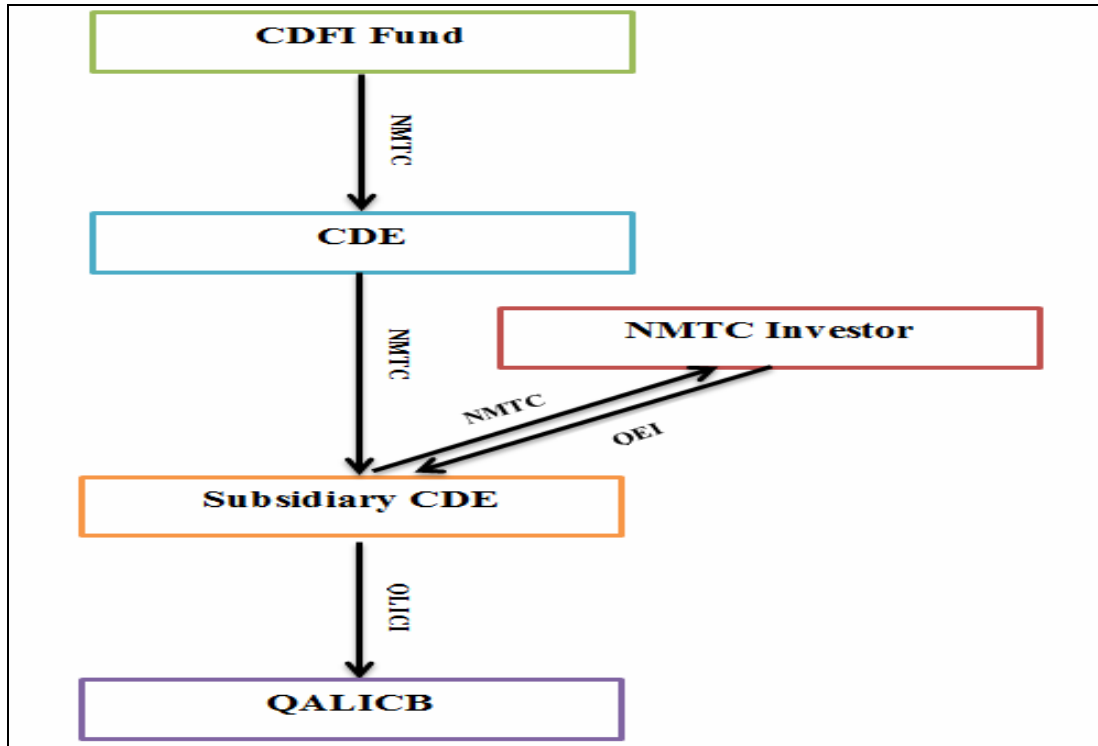 CDFI Fund
NMTC
CDE
NMTC
NMTC Investor
NMTC
QEI
Subsidiary CDE
QLICI
QALICB